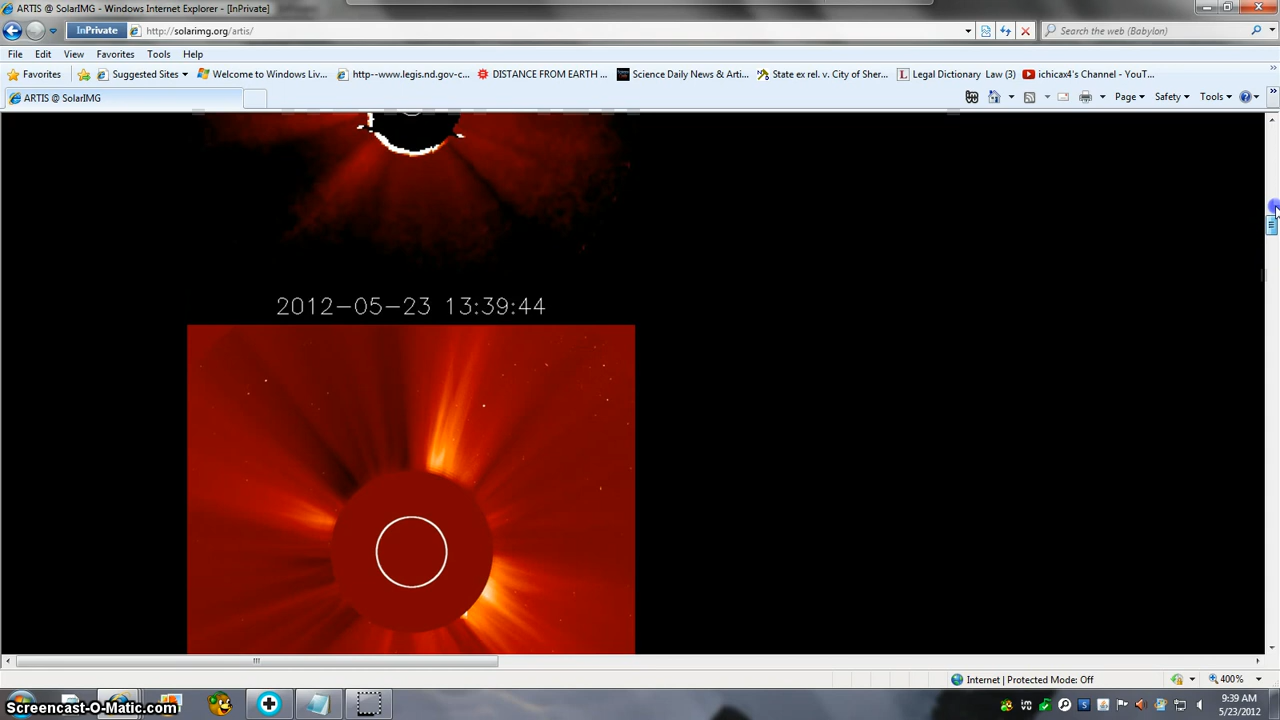 ARTIS @ SolarIMG - Windows Internet Explorer - [InPrivate]
InPrivate http://solarimg.org/artis/ Search the web (Babylon)
File Edit View Favorites Tools Help
Favorites Suggested Sites Welcome to Windows Liv... http--www.legis.nd.gov-c... DISTANCE FROM EARTH ... Science Daily News & Arti... State ex rel. v. City of Sher... Legal Dictionary Law (3) ichicax4's Channel - YouT...
ARTIS @ SolarIMG Page Safety Tools
2012-05-23 13:39:44
Internet | Protected Mode: Off 400%
Screencast-O-Matic.com
9:39 AM
5/23/2012